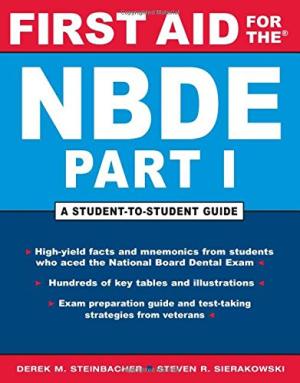 FIRST AID FOR THE®
NBDE
PART I
A STUDENT-TO-STUDENT GUIDE
► High-yield facts and mnemonics from students
who aced the National Board Dental Exam ◄
► Hundreds of key tables and illustrations ◄
► Exam preparation guide and test-taking
strategies from veterans ◄
DEREK M. STEINBACHER • STEVEN R. SIERAKOWSKI